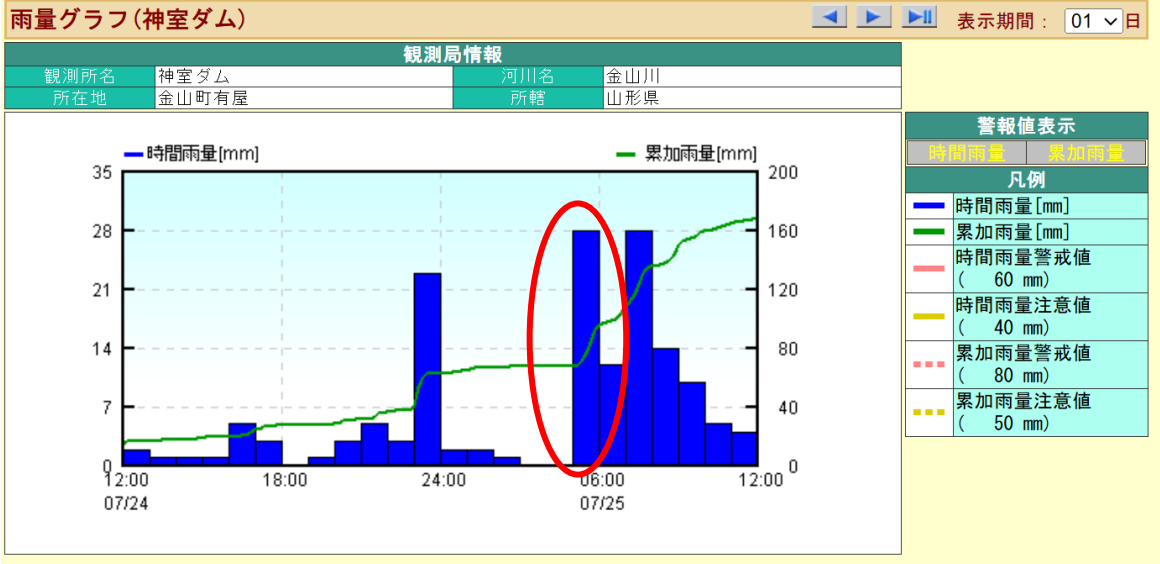 雨量グラフ(神室ダム)
表示期間 : 01 日
観測局情報
観測所名 神室ダム 河川名 金山川
所在地 金山町有屋 所轄 山形県
時間雨量[mm] 累加雨量[mm]
35 200
28 160
21 120
14 80
7 40
0 0
12:00 18:00 24:00 06:00 12:00
07/24 07/25
警報値表示
時間雨量 累加雨量
凡例
時間雨量[mm]
累加雨量[mm]
時間雨量警戒値
( 60 mm)
時間雨量注意値
( 40 mm)
累加雨量警戒値
( 80 mm)
累加雨量注意値
( 50 mm)